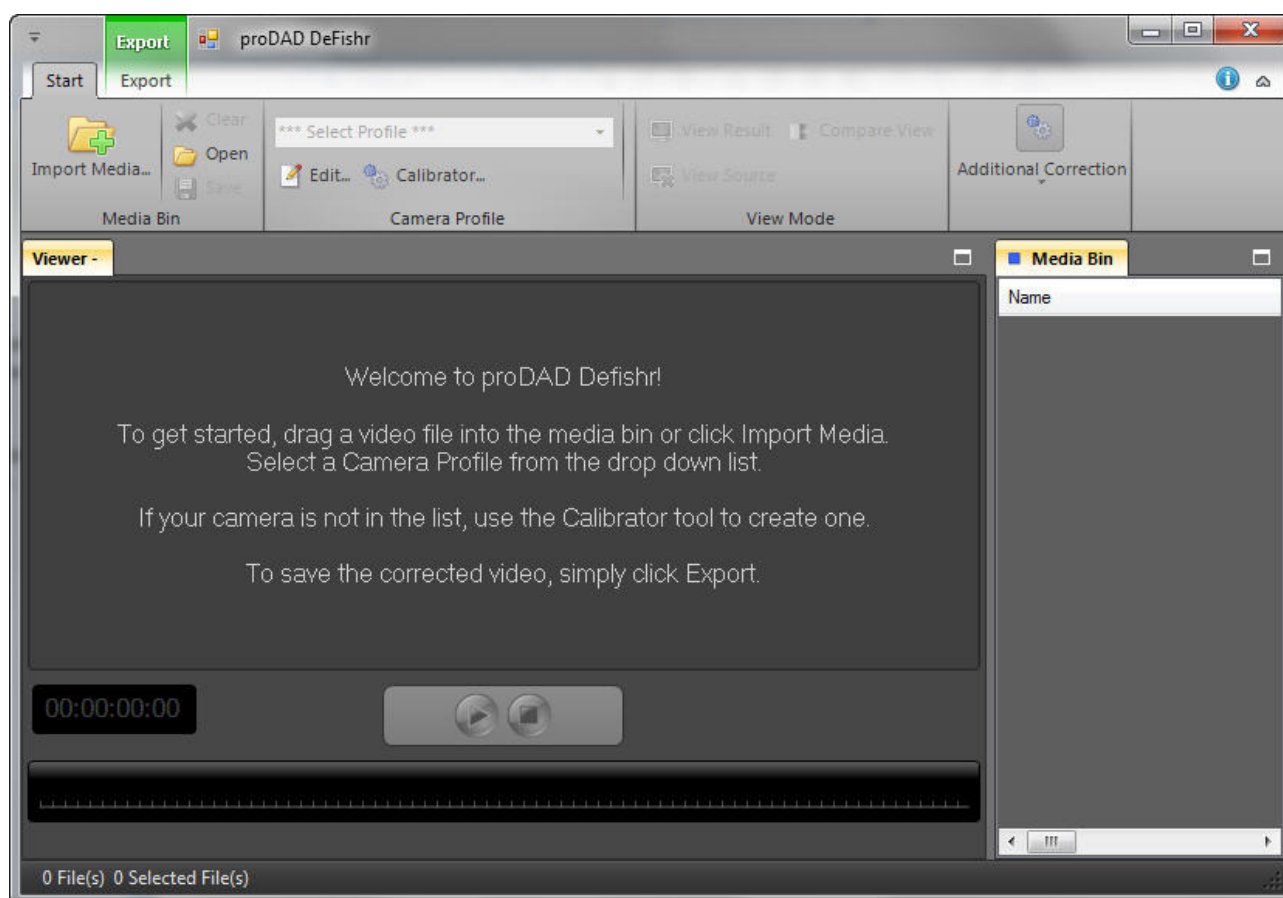 Export
proDAD DeFishr
Start
Export
Import Media...
Clear
Open
Save
Media Bin
*** Select Profile ***
Edit...
Calibrator...
Camera Profile
View Result
Compare View
View Source
View Mode
Additional Correction
Viewer -
Media Bin
Name
Welcome to proDAD Defishr!
To get started, drag a video file into the media bin or click Import Media.
Select a Camera Profile from the drop down list.
If your camera is not in the list, use the Calibrator tool to create one.
To save the corrected video, simply click Export.
00:00:00:00
0 File(s) 0 Selected File(s)